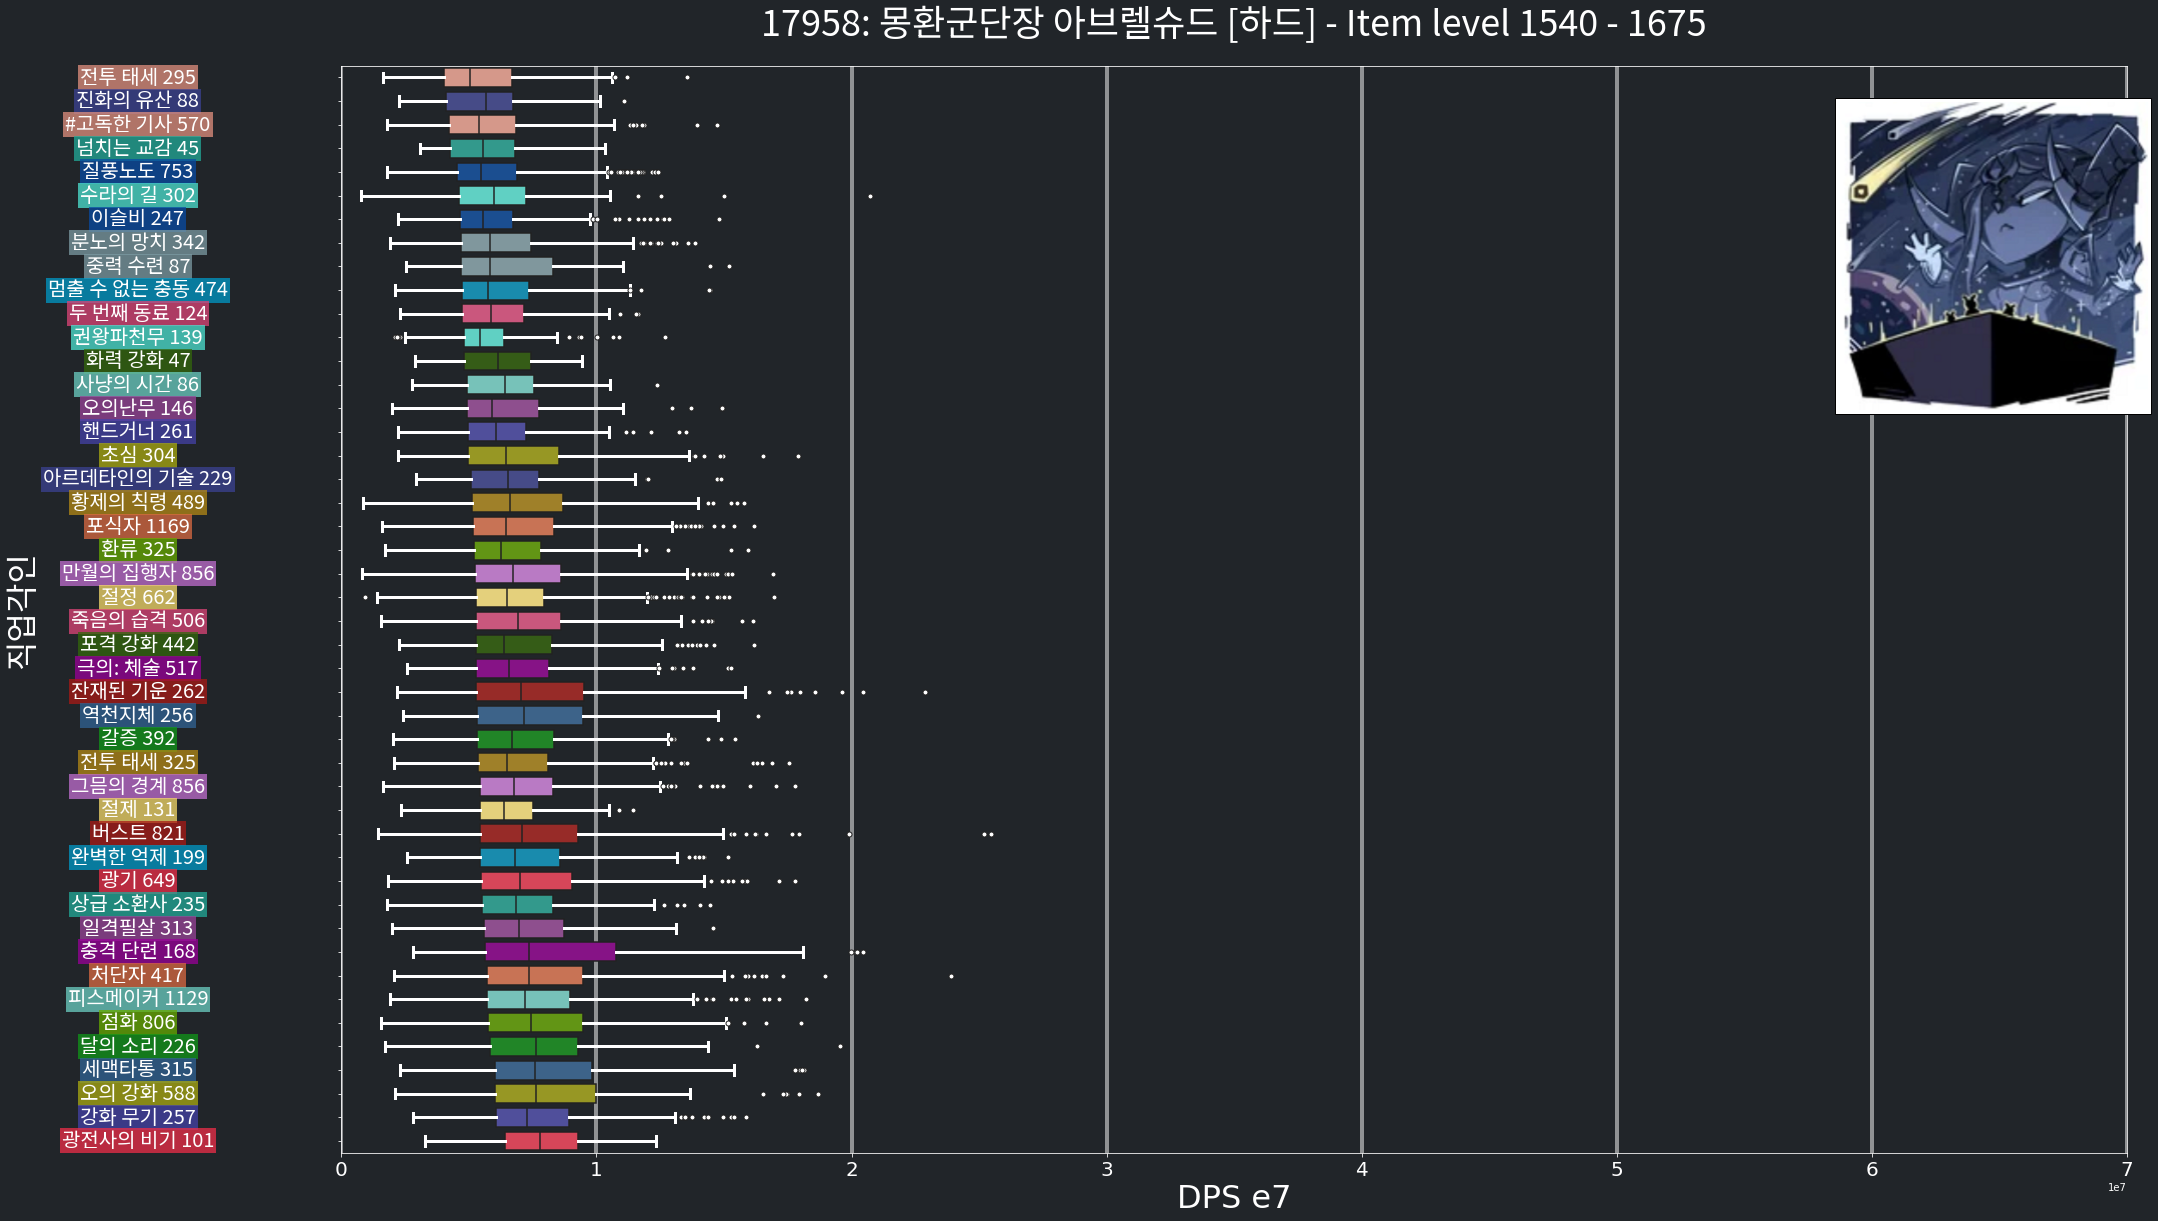 17958: 몽환군단장 아브렐슈드 [하드] - Item level 1540 - 1675
직업각인
전투 태세 295
진화의 유산 88
#고독한 기사 570
넘치는 교감 45
질풍노도 753
수라의 길 302
이슬비 247
분노의 망치 342
중력 수련 87
멈출 수 없는 충동 474
두 번째 동료 124
권왕파천무 139
화력 강화 47
사냥의 시간 86
오의난무 146
핸드거너 261
초심 304
아르데타인의 기술 229
황제의 칙령 489
포식자 1169
환류 325
만월의 집행자 856
절정 662
죽음의 습격 506
포격 강화 442
극의: 체술 517
잔재된 기운 262
역천지체 256
갈증 392
전투 태세 325
그믐의 경계 856
절제 131
버스트 821
완벽한 억제 199
광기 649
상급 소환사 235
일격필살 313
충격 단련 168
처단자 417
피스메이커 1129
점화 806
달의 소리 226
세맥타통 315
오의 강화 588
강화 무기 257
광전사의 비기 101
0 1 2 3 4 5 6 7
1e7
DPS e7